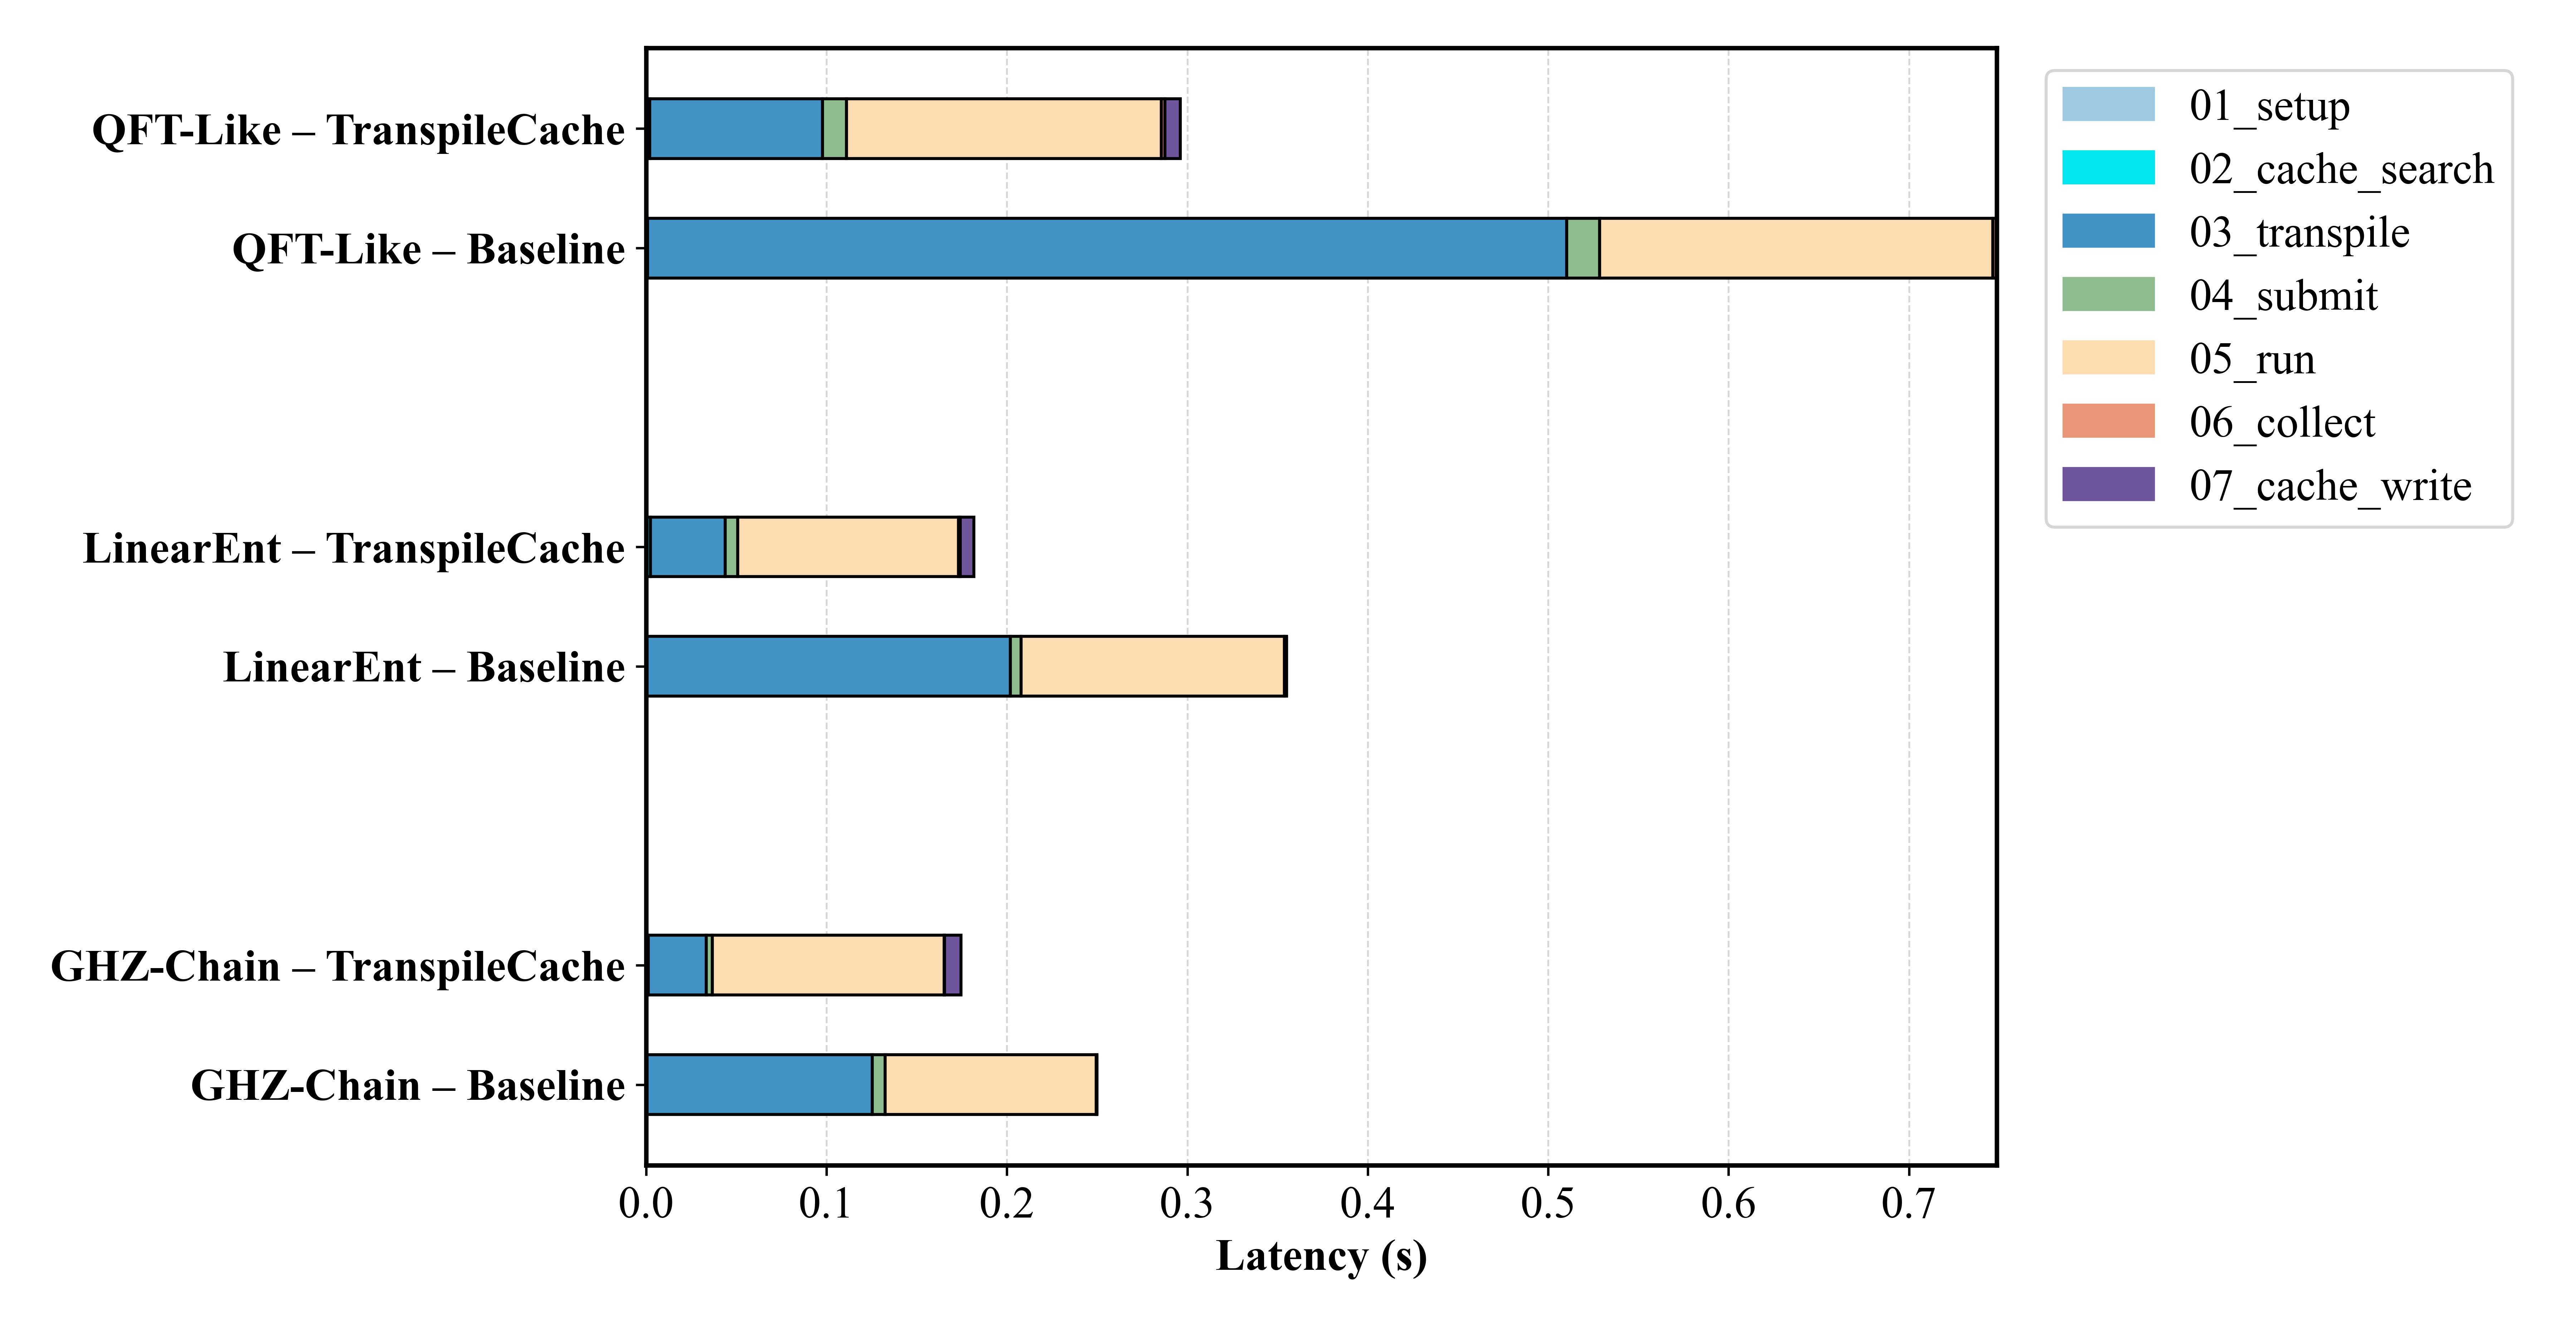 QFT-Like – TranspileCache
QFT-Like – Baseline
LinearEnt – TranspileCache
LinearEnt – Baseline
GHZ-Chain – TranspileCache
GHZ-Chain – Baseline
0.0 0.1 0.2 0.3 0.4 0.5 0.6 0.7
Latency (s)
01_setup
02_cache_search
03_transpile
04_submit
05_run
06_collect
07_cache_write